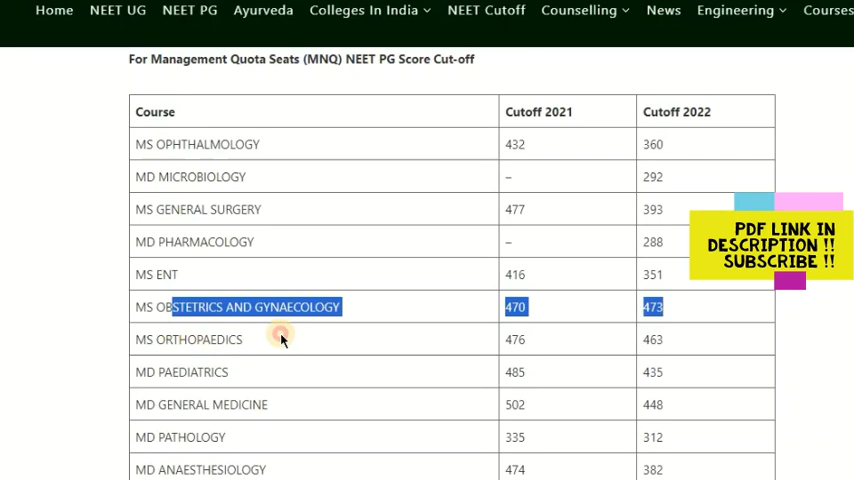 Home NEET UG NEET PG Ayurveda Colleges In India NEET Cutoff Counselling News Engineering Courses
For Management Quota Seats (MNQ) NEET PG Score Cut-off
Course Cutoff 2021 Cutoff 2022
MS OPHTHALMOLOGY 432 360
MD MICROBIOLOGY – 292
MS GENERAL SURGERY 477 393
MD PHARMACOLOGY – 288
MS ENT 416 351
MS OBSTETRICS AND GYNAECOLOGY 470 473
MS ORTHOPAEDICS 476 463
MD PAEDIATRICS 485 435
MD GENERAL MEDICINE 502 448
MD PATHOLOGY 335 312
MD ANAESTHESIOLOGY 474 382
PDF LINK IN
DESCRIPTION !!
SUBSCRIBE !!